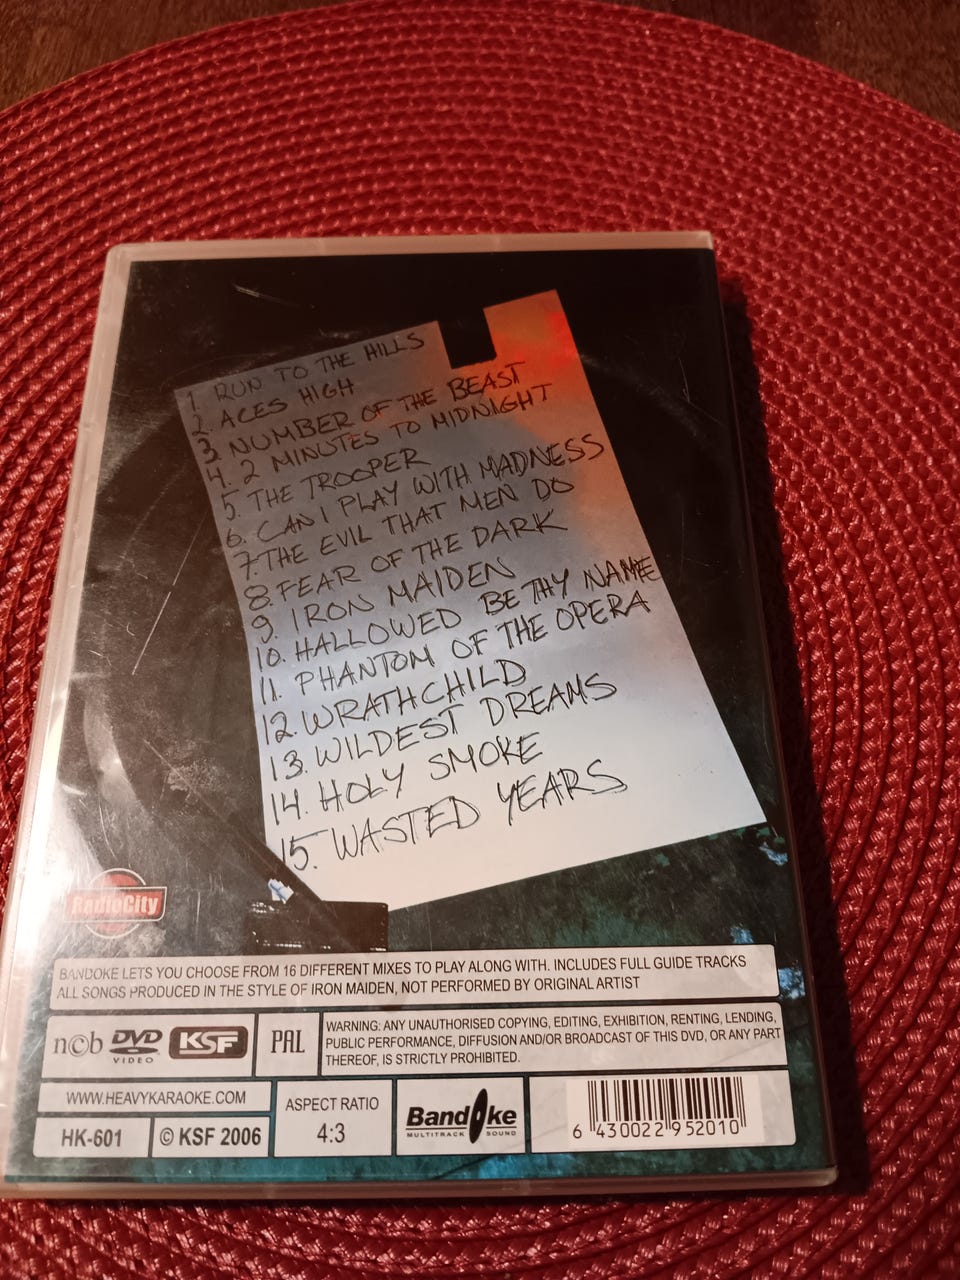 1. RUN TO THE HILLS
2. ACES HIGH
3. NUMBER OF THE BEAST
4. 2 MINUTES TO MIDNIGHT
5. THE TROOPER
6. CAN I PLAY WITH MADNESS
7. THE EVIL THAT MEN DO
8. FEAR OF THE DARK
9. IRON MAIDEN
10. HALLOWED BE THY NAME
11. PHANTOM OF THE OPERA
12. WRATHCHILD
13. WILDEST DREAMS
14. HOLY SMOKE
15. WASTED YEARS
RadioCity
BANDOKE LETS YOU CHOOSE FROM 16 DIFFERENT MIXES TO PLAY ALONG WITH. INCLUDES FULL GUIDE TRACKS
ALL SONGS PRODUCED IN THE STYLE OF IRON MAIDEN, NOT PERFORMED BY ORIGINAL ARTIST
n©b DVD VIDEO KSF PAL
WARNING: ANY UNAUTHORISED COPYING, EDITING, EXHIBITION, RENTING, LENDING,
PUBLIC PERFORMANCE, DIFFUSION AND/OR BROADCAST OF THIS DVD, OR ANY PART
THEREOF, IS STRICTLY PROHIBITED.
WWW.HEAVYKARAOKE.COM
HK-601
© KSF 2006
ASPECT RATIO
4:3
Bandoke
MULTITRACK SOUND
6 430022 952010